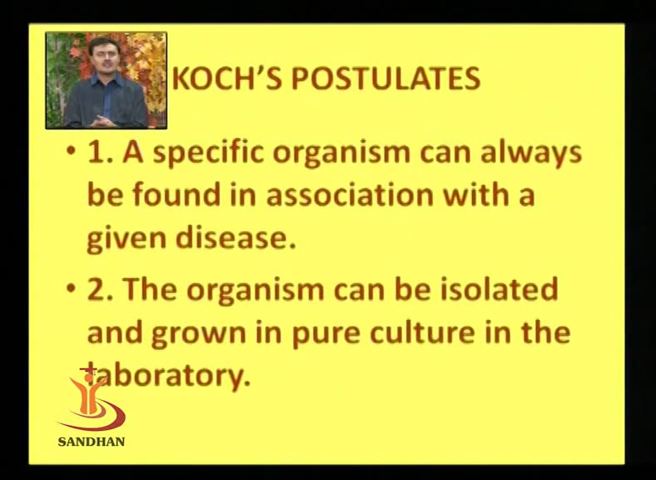 KOCH'S POSTULATES
• 1. A specific organism can always
be found in association with a
given disease.
• 2. The organism can be isolated
and grown in pure culture in the
laboratory.
SANDHAN